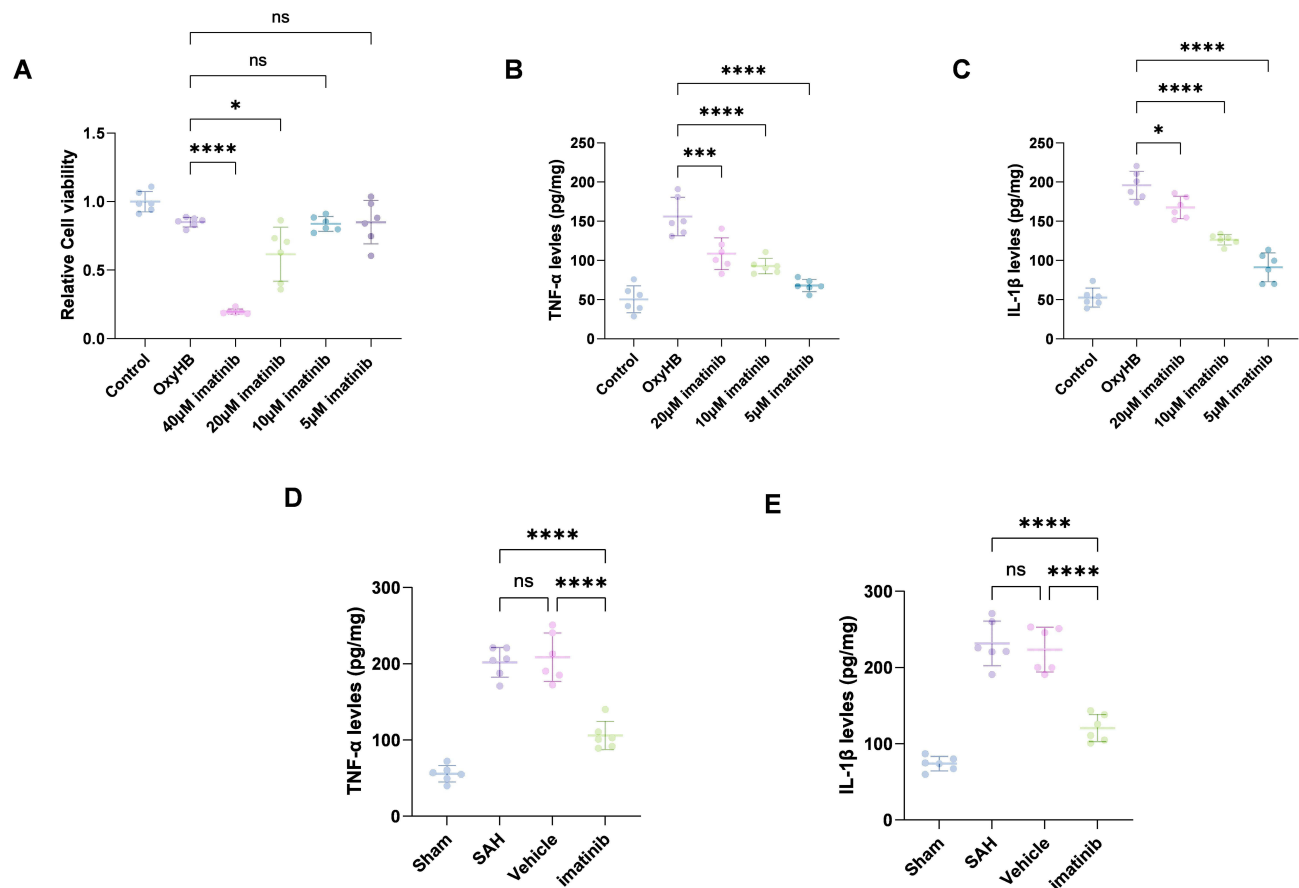 A
ns
ns
*
****
Relative Cell viability
1.5
1.0
0.5
0.0
Control
OxyHB
40μM imatinib
20μM imatinib
10μM imatinib
5μM imatinib
B
****
****
***
TNF-α levles (pg/mg)
250
200
150
100
50
0
Control
OxyHB
20μM imatinib
10μM imatinib
5μM imatinib
C
****
****
*
IL-1β levles (pg/mg)
250
200
150
100
50
0
Control
OxyHB
20μM imatinib
10μM imatinib
5μM imatinib
D
****
ns
****
TNF-α levles (pg/mg)
300
200
100
0
Sham
SAH
Vehicle
imatinib
E
****
ns
****
IL-1β levles (pg/mg)
300
200
100
0
Sham
SAH
Vehicle
imatinib